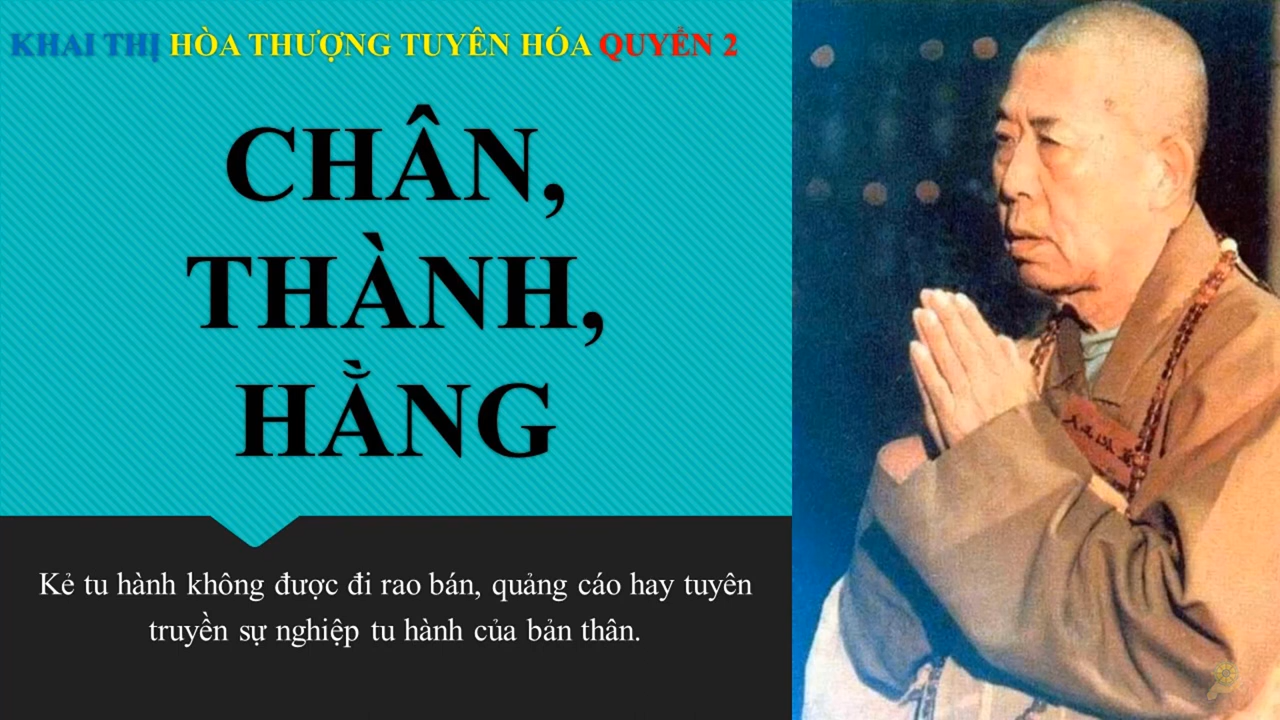 KHAI THỊ HÒA THƯỢNG TUYÊN HÓA QUYỂN 2
CHÂN,
THÀNH,
HẰNG
Kẻ tu hành không được đi rao bán, quảng cáo hay tuyên
truyền sự nghiệp tu hành của bản thân.